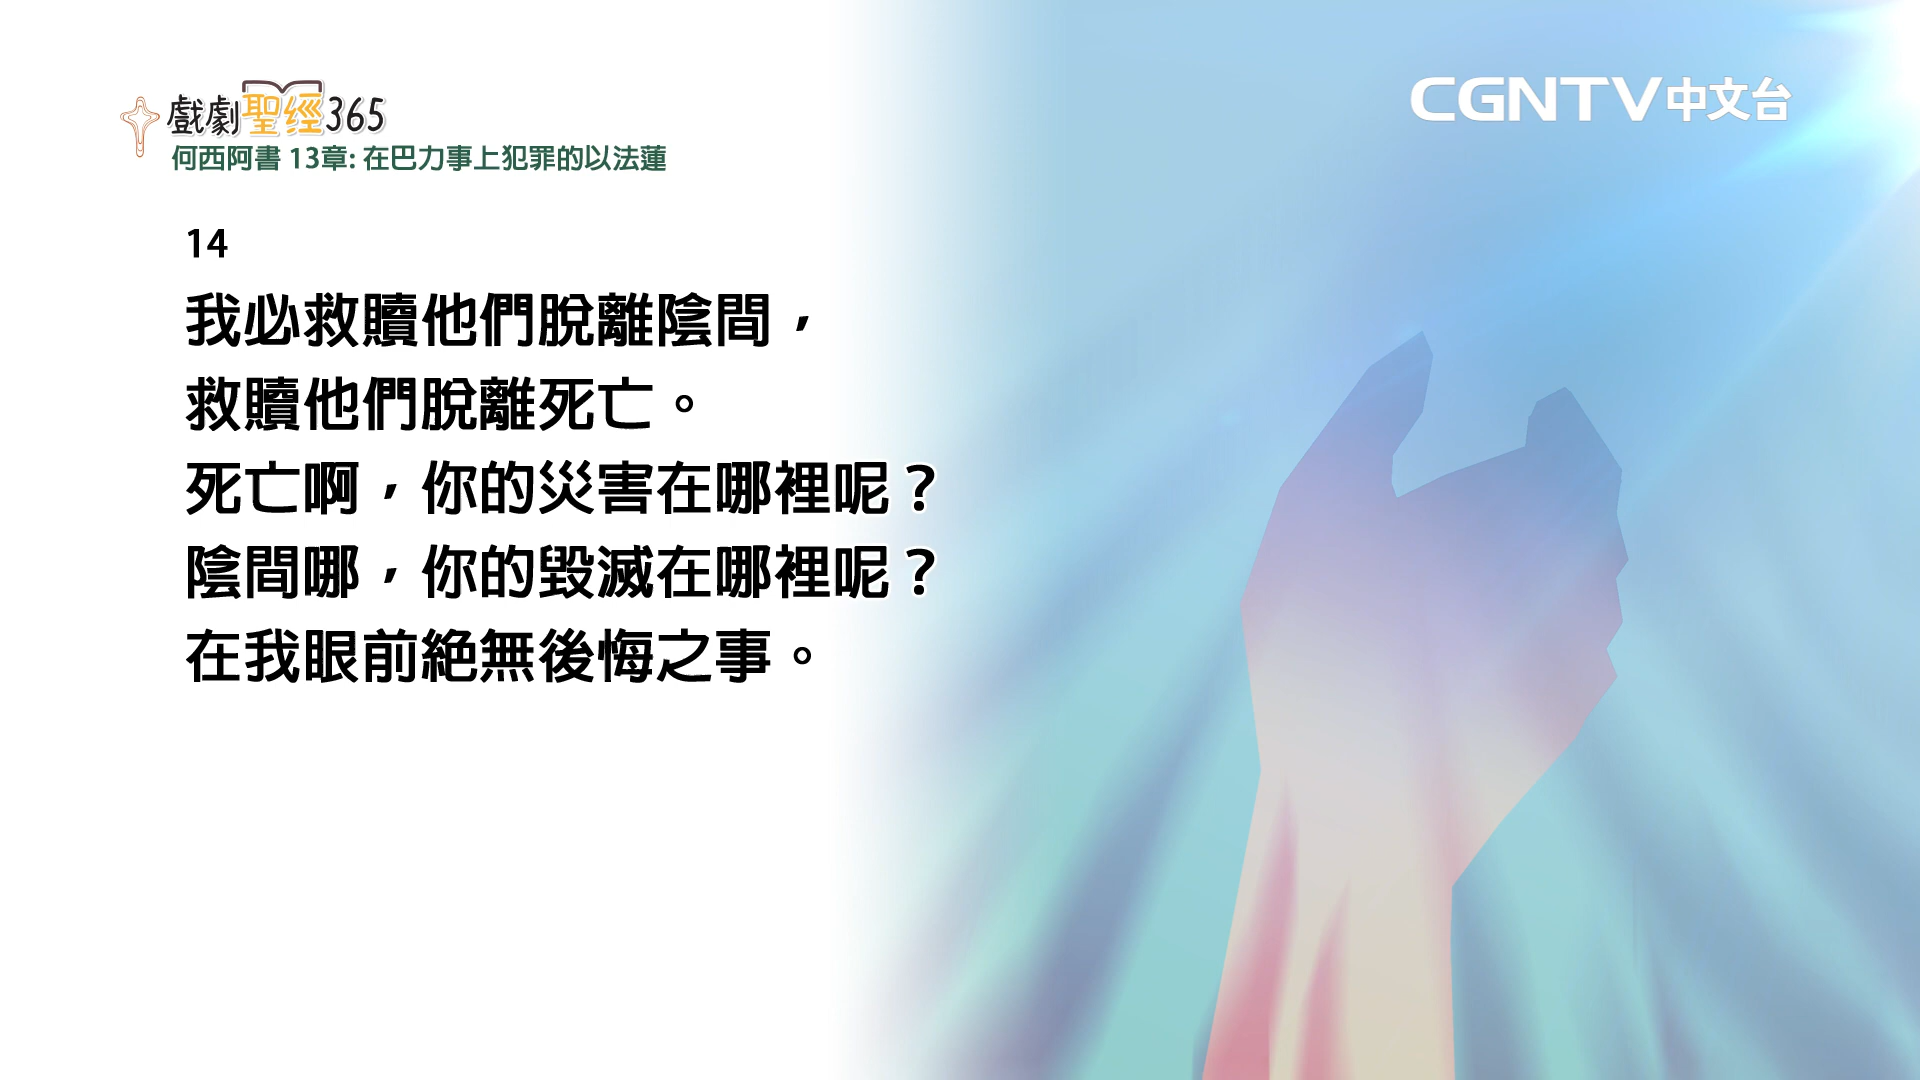 戲劇聖經365
CGNTV中文台
何西阿書 13章: 在巴力事上犯罪的以法蓮
14
我必救贖他們脫離陰間，
救贖他們脫離死亡。
死亡啊，你的災害在哪裡呢？
陰間哪，你的毀滅在哪裡呢？
在我眼前絕無後悔之事。